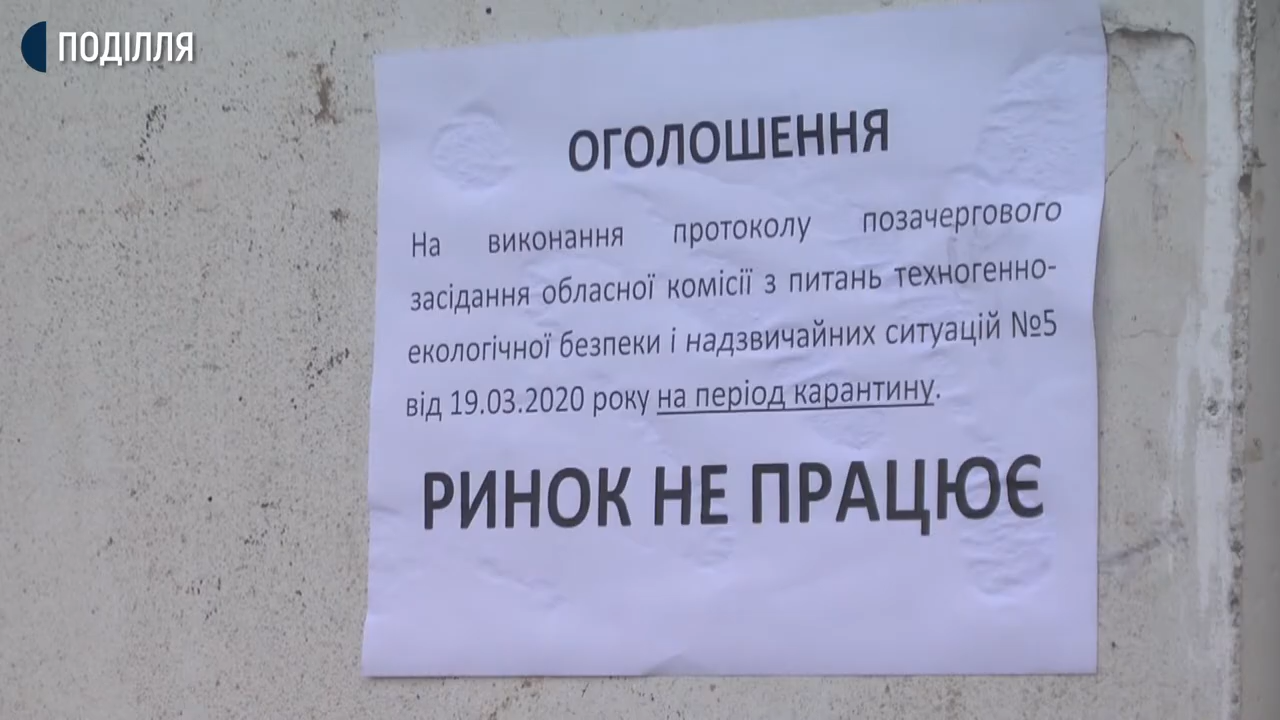 ПОДІЛЛЯ
ОГОЛОШЕННЯ
На виконання протоколу позачергового
засідання обласної комісії з питань техногенно-
екологічної безпеки і надзвичайних ситуацій №5
від 19.03.2020 року на період карантину.
РИНОК НЕ ПРАЦЮЄ